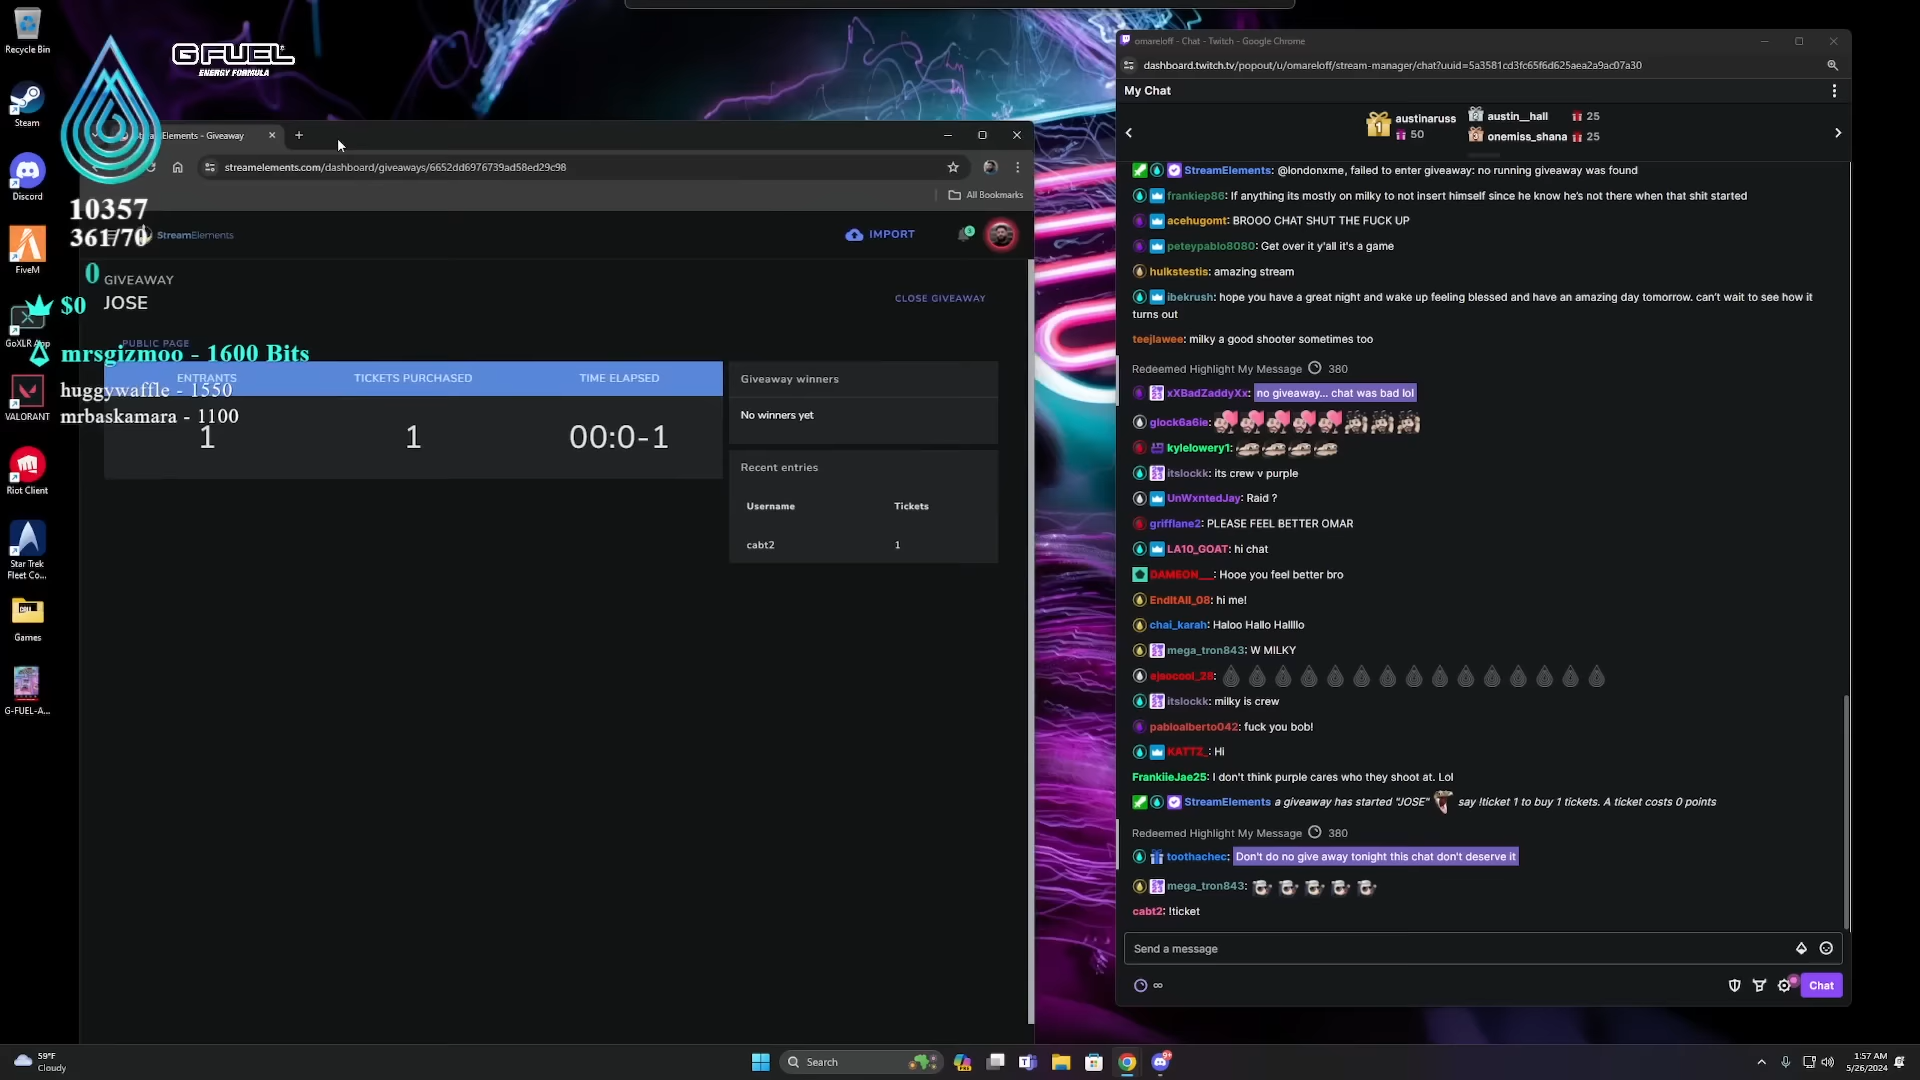 Recycle Bin
Steam
Discord
FiveM
GoXLR App
VALORANT
Riot Client
Star Trek
Fleet Co...
Games
G-FUEL-A...
G FUEL
ENERGY FORMULA
10357
361/70
0
$0
mrsgizmoo - 1600 Bits
huggywaffle - 1550
mrbaskamara - 1100
Elements - Giveaway
streamelements.com/dashboard/giveaways/6652dd6976739ad58ed29c98
All Bookmarks
StreamElements
IMPORT
3
GIVEAWAY
JOSE
CLOSE GIVEAWAY
PUBLIC PAGE
ENTRANTS TICKETS PURCHASED TIME ELAPSED
1 1 00:0-1
Giveaway winners
No winners yet
Recent entries
Username Tickets
cabt2 1
omareloff - Chat - Twitch - Google Chrome
dashboard.twitch.tv/popout/u/omareloff/stream-manager/chat?uuid=5a3581cd3fc65f6d625aea2a9ac07a30
My Chat
1 austinaruss 50
austin__hall 25
onemiss_shana 25
StreamElements: @londonxme, failed to enter giveaway: no running giveaway was found
frankiep86: If anything its mostly on milky to not insert himself since he know he's not there when that shit started
acehugomt: BROOO CHAT SHUT THE FUCK UP
peteypablo8080: Get over it y'all it's a game
hulkstestis: amazing stream
ibekrush: hope you have a great night and wake up feeling blessed and have an amazing day tomorrow. can't wait to see how it
turns out
teejlawee: milky a good shooter sometimes too
Redeemed Highlight My Message 380
xXBadZaddyXx: no giveaway... chat was bad lol
glock6a6ie:
kylelowery1:
itslockk: its crew v purple
UnWxntedJay: Raid ?
grifflane2: PLEASE FEEL BETTER OMAR
LA10_GOAT: hi chat
DAMEON___: Hooe you feel better bro
EndItAll_08: hi me!
chai_karah: Haloo Hallo Hallllo
mega_tron843: W MILKY
itslockk: milky is crew
pabloalberto042: fuck you bob!
KATTZ_: Hi
FrankiieJae25: I don't think purple cares who they shoot at. Lol
StreamElements a giveaway has started "JOSE" say !ticket 1 to buy 1 tickets. A ticket costs 0 points
Redeemed Highlight My Message 380
toothachec: Don't do no give away tonight this chat don't deserve it
mega_tron843:
cabt2: !ticket
Send a message
∞
Chat
59°F
Cloudy
Search
9+
1:57 AM
5/26/2024